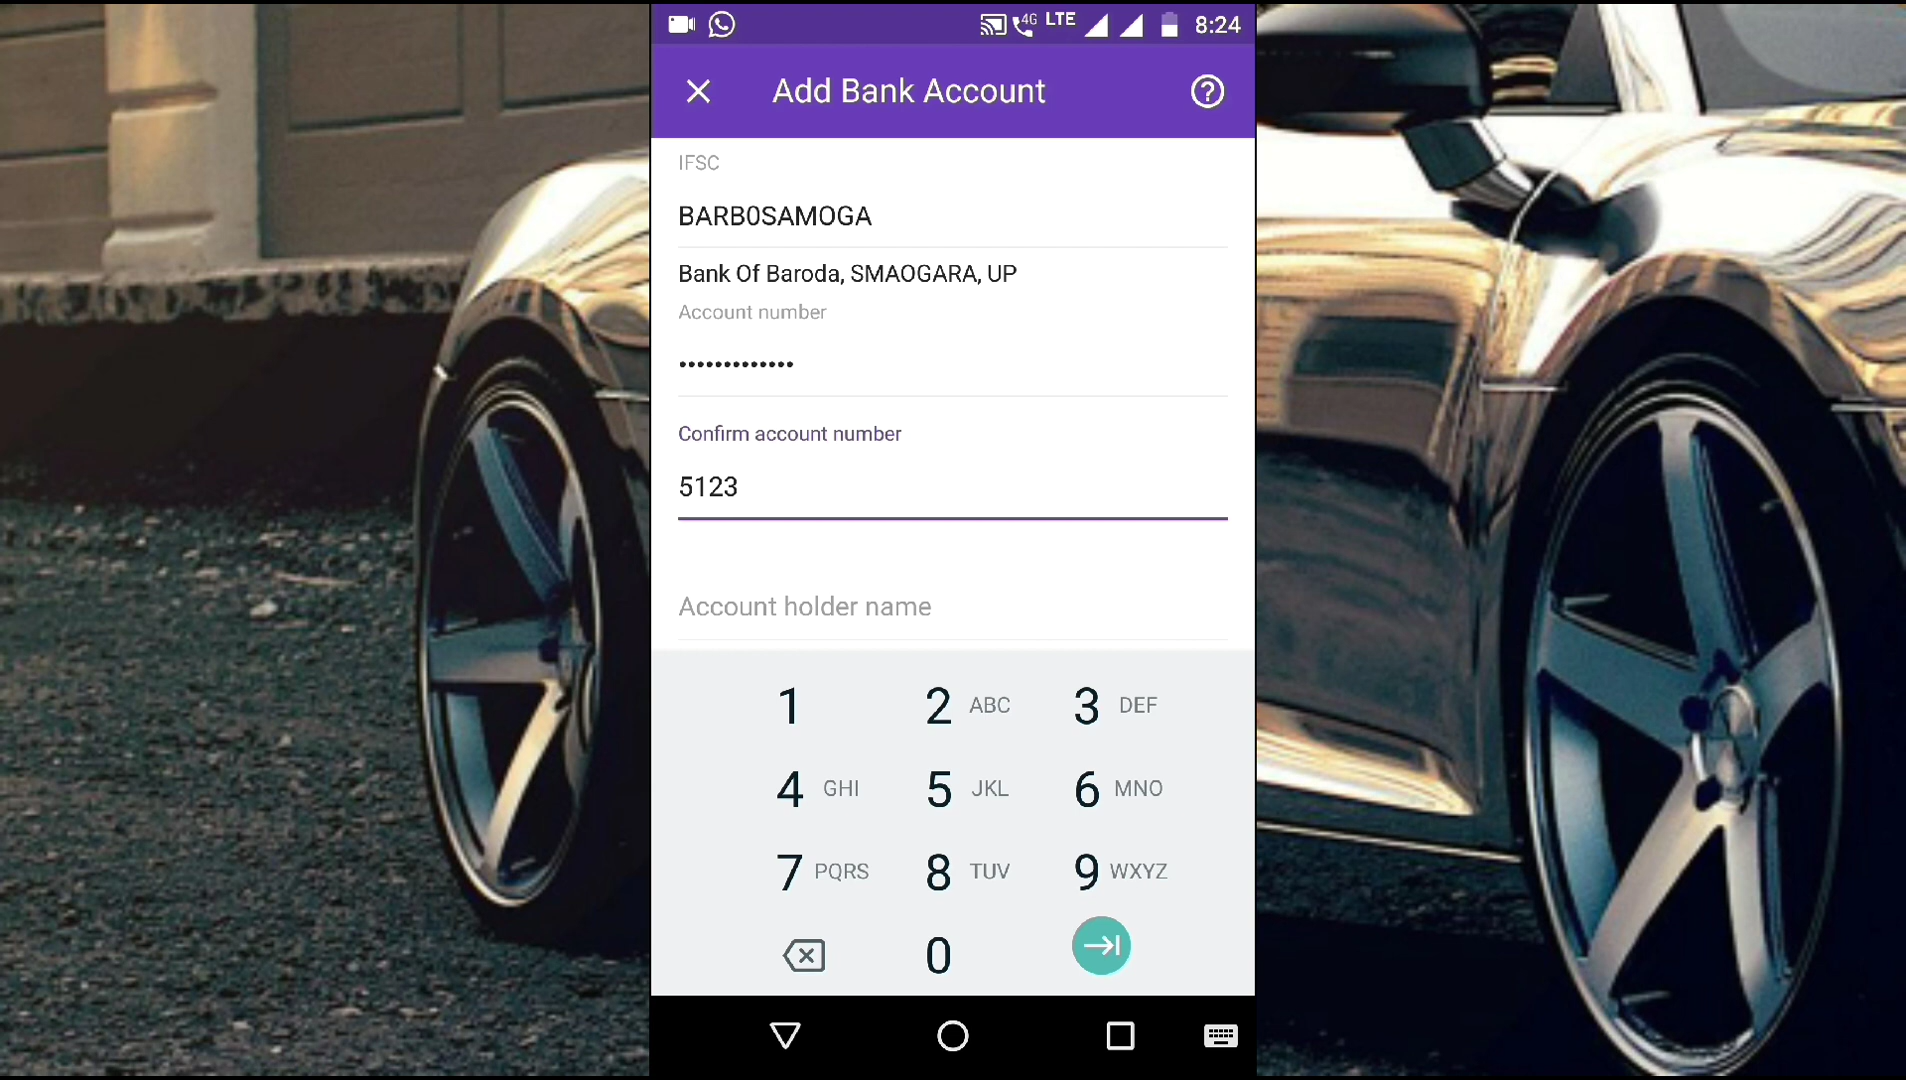 4G LTE 8:24
Add Bank Account
IFSC
BARB0SAMOGA
Bank Of Baroda, SMAOGARA, UP
Account number
•••••••••••••
Confirm account number
5123
Account holder name
1 2 ABC 3 DEF
4 GHI 5 JKL 6 MNO
7 PQRS 8 TUV 9 WXYZ
0